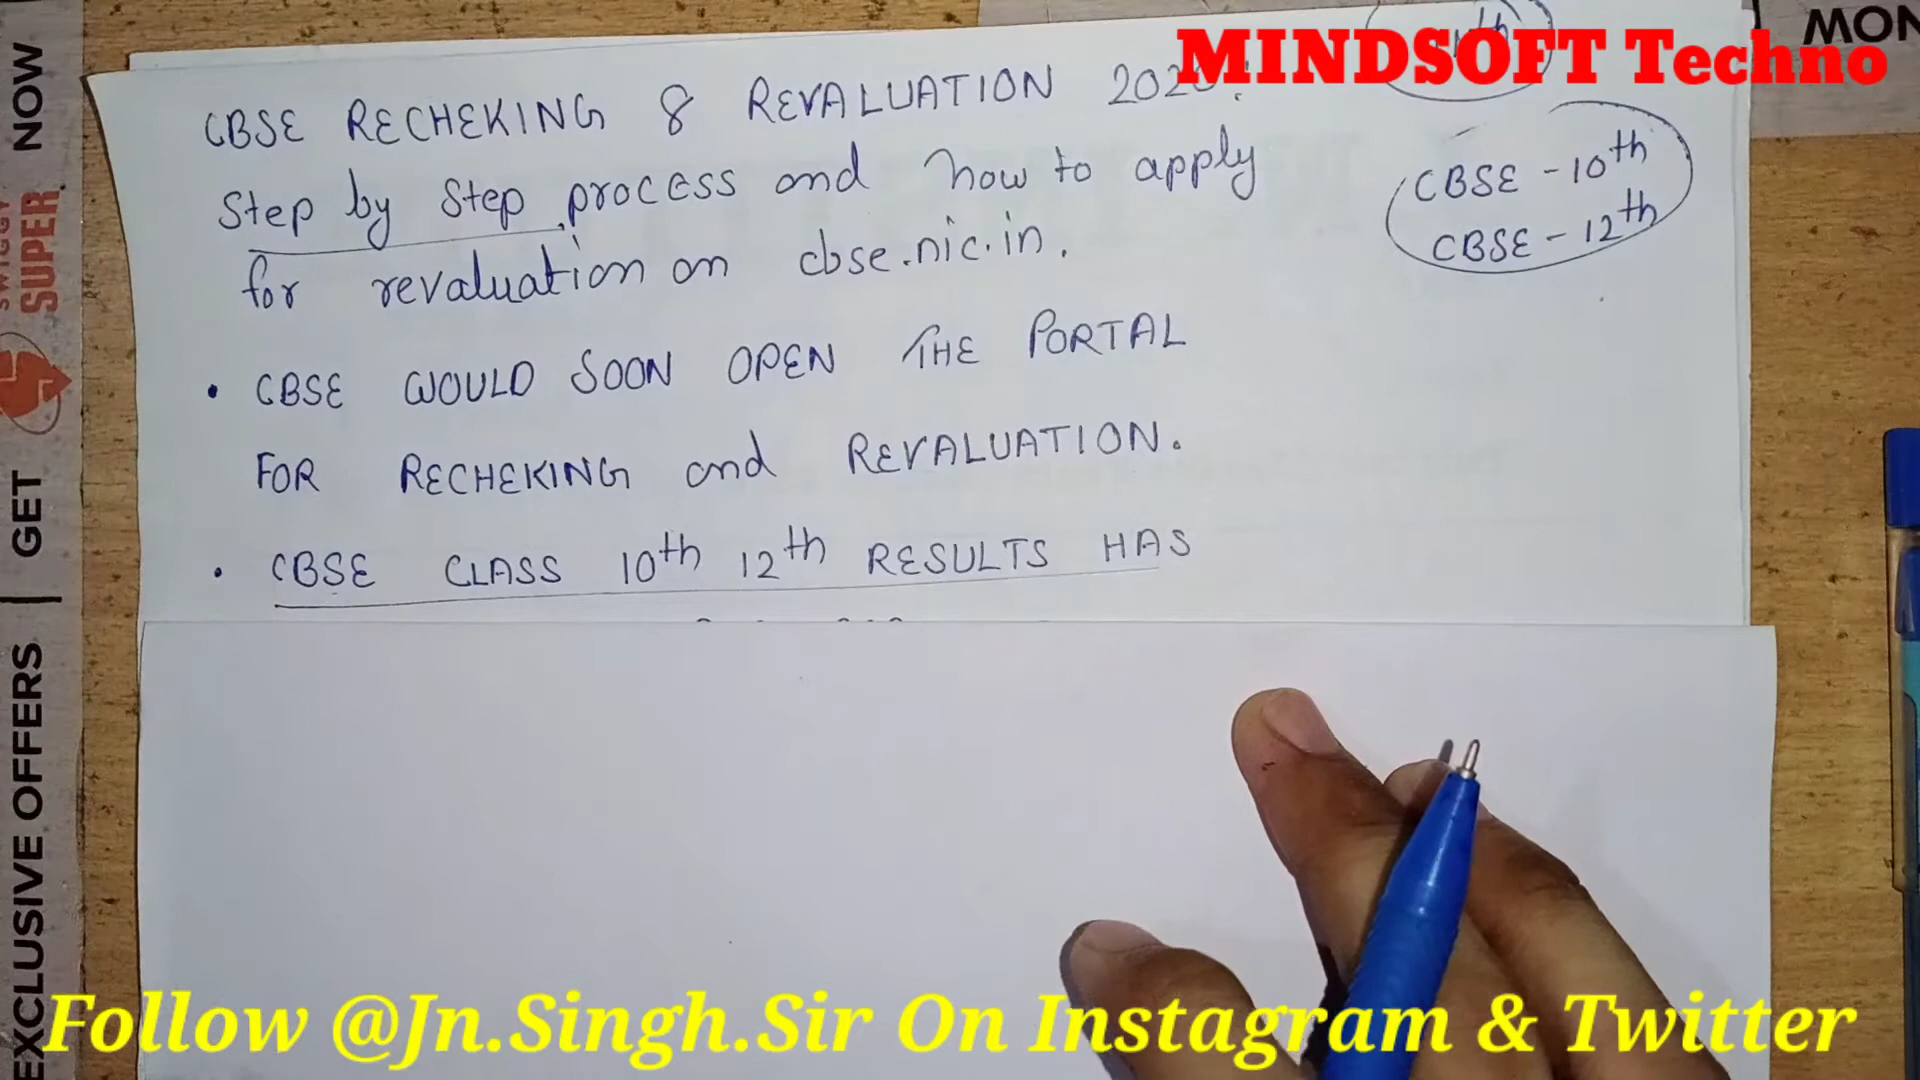 MINDSOFT Techno
CBSE RECHEKING & REVALUATION
Step by Step process and how to apply
for revaluation on cbse.nic.in.
CBSE - 10th
CBSE - 12th
• CBSE WOULD SOON OPEN THE PORTAL
FOR RECHEKING and REVALUATION.
• CBSE CLASS 10th 12th RESULTS HAS
EXCLUSIVE OFFERS | GET SUPER NOW
MON
Follow @Jn.Singh.Sir On Instagram & Twitter